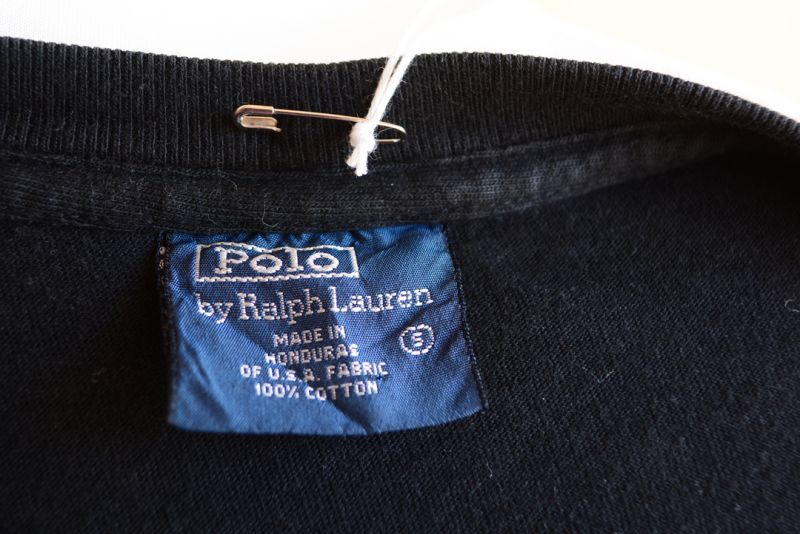 Polo
by Ralph Lauren
MADE IN
HONDURAS
OF U.S.A. FABRIC
100% COTTON
S